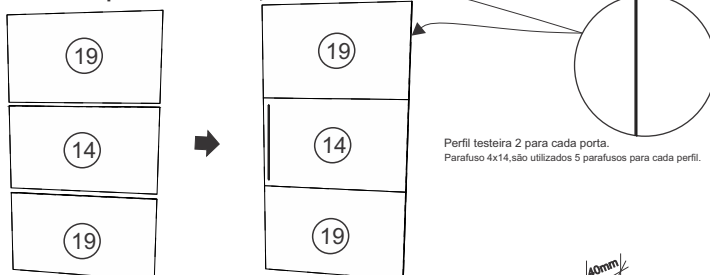 19
19
14
14
19
19
Perfil testeira 2 para cada porta.
Parafuso 4x14,são utilizados 5 parafusos para cada perfil.
40mm